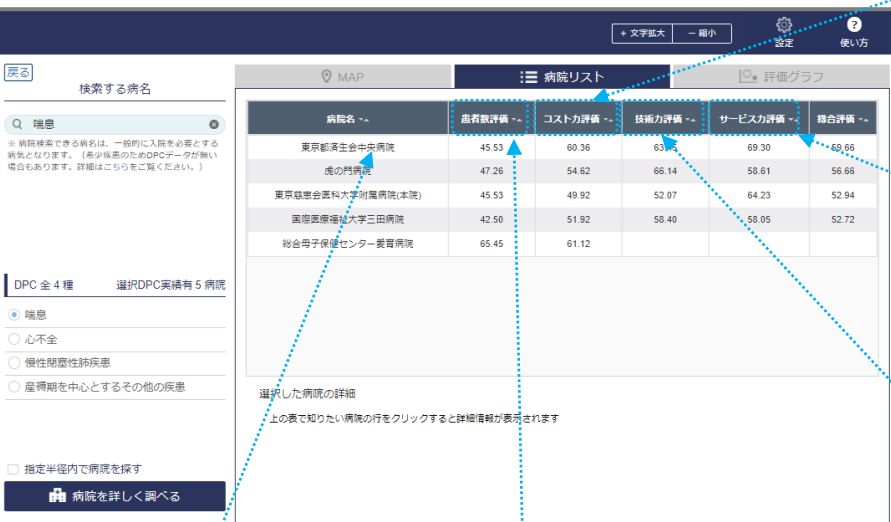 + 文字拡大
− 縮小
設定
使い方
戻る
検索する病名
喘息
※ 病院検索できる病名は、一般的に入院を必要とする
病気となります。（希少疾患のためDPCデータが無い
場合もあります。詳細はこちらをご覧ください。）
DPC 全 4 種 選択DPC実績有 5 病院
喘息
心不全
慢性閉塞性肺疾患
産褥期を中心とするその他の疾患
指定半径内で病院を探す
病院を詳しく調べる
MAP
病院リスト
評価グラフ
病院名 患者数評価 コスト力評価 技術力評価 サービス力評価 総合評価
東京都済生会中央病院 45.53 60.36 69.30 59.66
虎の門病院 47.26 54.62 66.14 58.61 56.66
東京慈恵会医科大学附属病院(本院) 45.53 49.92 52.07 64.23 52.94
国際医療福祉大学三田病院 42.50 51.92 58.40 58.05 52.72
総合母子保健センター愛育病院 65.45 61.12
選択した病院の詳細
上の表で知りたい病院の行をクリックすると詳細情報が表示されます